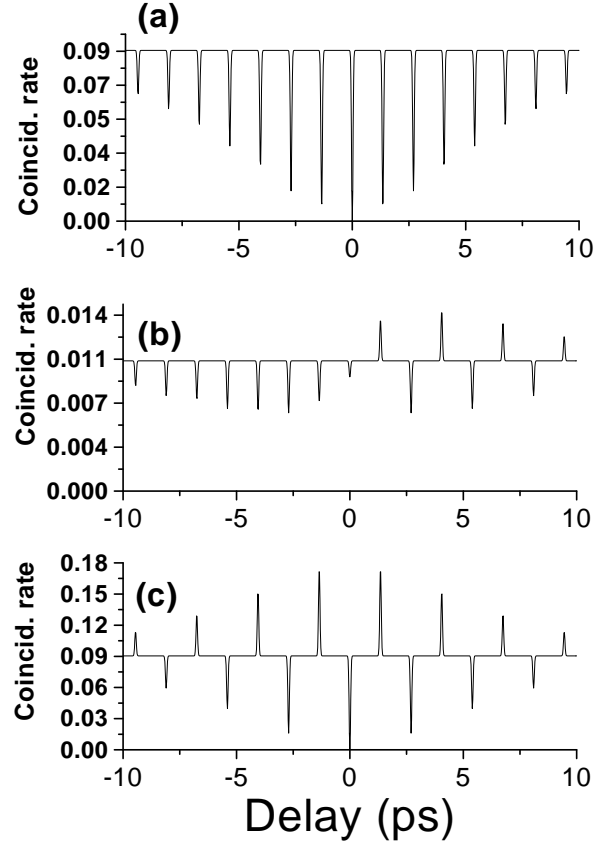 (a)
Coincid. rate
0.09
0.07
0.05
0.04
0.02
0.00
-10 -5 0 5 10
(b)
Coincid. rate
0.014
0.011
0.007
0.004
0.000
-10 -5 0 5 10
(c)
Coincid. rate
0.18
0.15
0.12
0.09
0.06
0.03
0.00
-10 -5 0 5 10
Delay (ps)